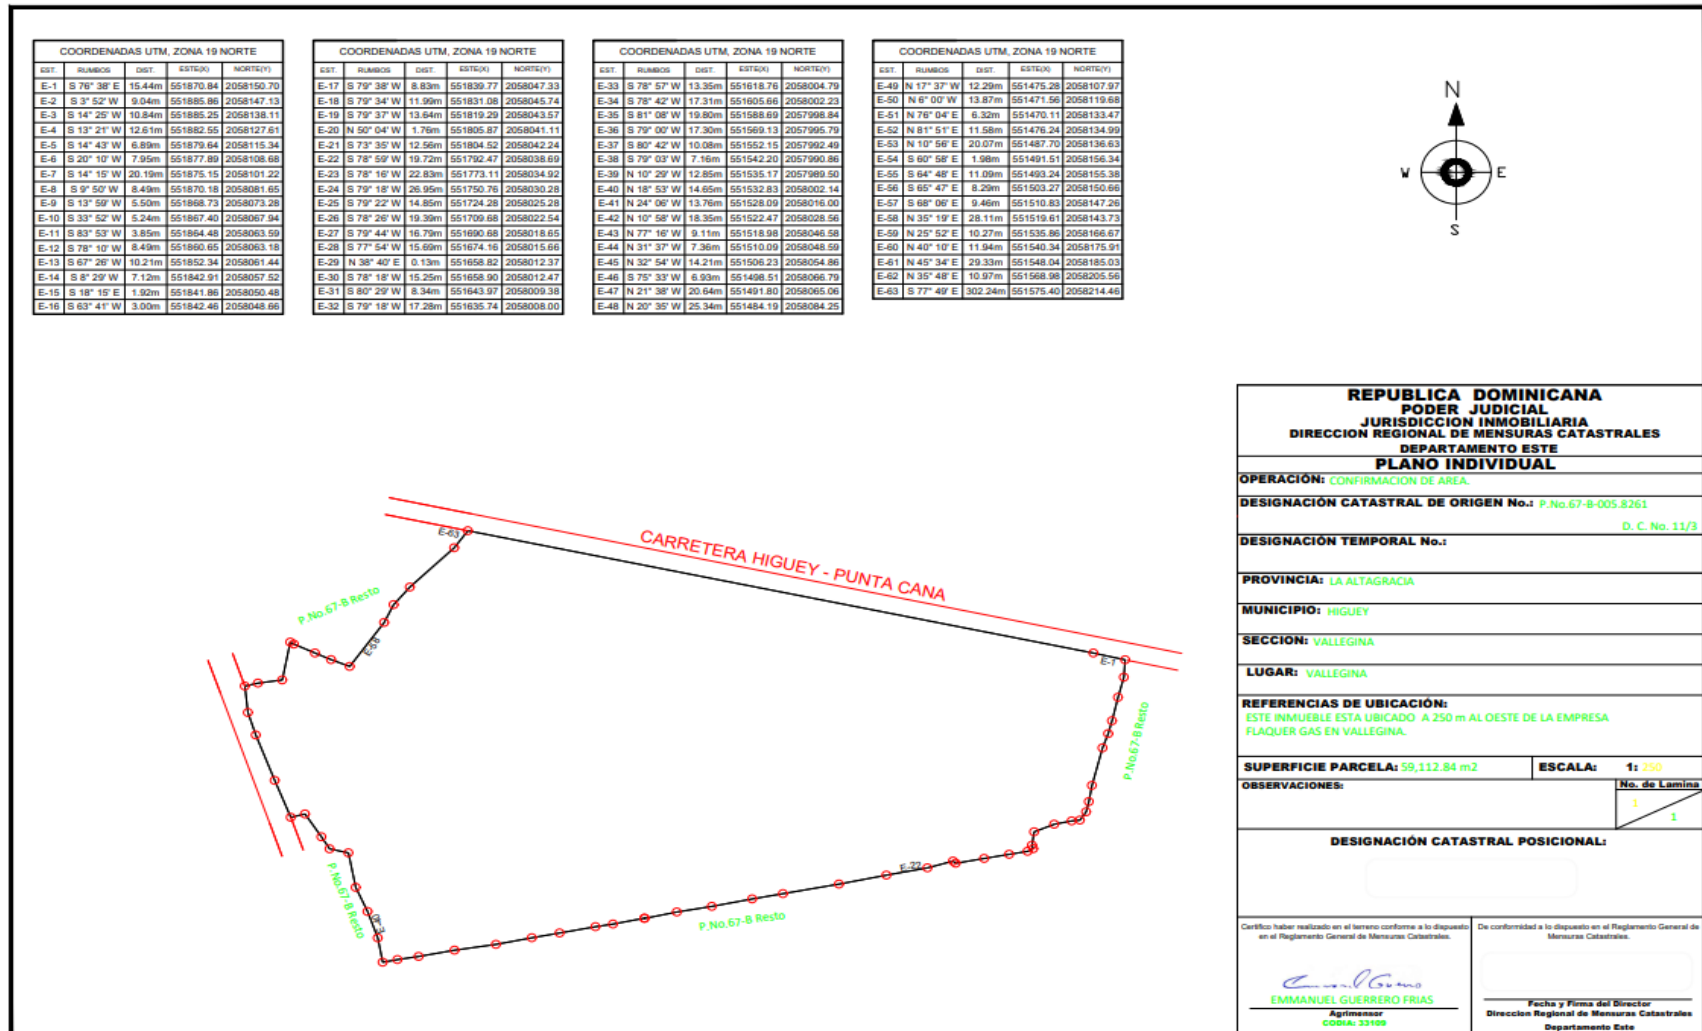 COORDENADAS UTM, ZONA 19 NORTE
EST. RUMBOS DIST. ESTE(X) NORTE(Y)
E-1 S 76° 38' E 15.44m 551870.84 2058150.70
E-2 S 3° 52' W 9.04m 551885.86 2058147.13
E-3 S 14° 25' W 10.84m 551885.25 2058138.11
E-4 S 13° 21' W 12.61m 551882.55 2058127.61
E-5 S 14° 43' W 6.89m 551879.64 2058115.34
E-6 S 20° 10' W 7.95m 551877.89 2058108.68
E-7 S 14° 15' W 20.19m 551875.15 2058101.22
E-8 S 9° 50' W 8.49m 551870.18 2058081.65
E-9 S 13° 59' W 5.50m 551868.73 2058073.28
E-10 S 33° 52' W 5.24m 551867.40 2058067.94
E-11 S 83° 53' W 3.85m 551864.48 2058063.59
E-12 S 78° 10' W 8.49m 551860.65 2058063.18
E-13 S 67° 26' W 10.21m 551852.34 2058061.44
E-14 S 8° 29' W 7.12m 551842.91 2058057.52
E-15 S 18° 15' E 1.92m 551841.86 2058050.48
E-16 S 63° 41' W 3.00m 551842.46 2058048.66
COORDENADAS UTM, ZONA 19 NORTE
EST. RUMBOS DIST. ESTE(X) NORTE(Y)
E-17 S 79° 38' W 8.83m 551839.77 2058047.33
E-18 S 79° 34' W 11.99m 551831.08 2058045.74
E-19 S 79° 37' W 13.64m 551819.29 2058043.57
E-20 N 50° 04' W 1.76m 551805.87 2058041.11
E-21 S 73° 35' W 12.56m 551804.52 2058042.24
E-22 S 78° 59' W 19.72m 551792.47 2058038.69
E-23 S 78° 16' W 22.83m 551773.11 2058034.92
E-24 S 79° 18' W 26.95m 551750.76 2058030.28
E-25 S 79° 22' W 14.85m 551724.28 2058025.28
E-26 S 78° 26' W 19.39m 551709.68 2058022.54
E-27 S 79° 44' W 16.79m 551690.68 2058018.65
E-28 S 77° 54' W 15.69m 551674.16 2058015.66
E-29 N 38° 40' E 0.13m 551658.82 2058012.37
E-30 S 78° 18' W 15.25m 551658.90 2058012.47
E-31 S 80° 29' W 8.34m 551643.97 2058009.38
E-32 S 79° 18' W 17.28m 551635.74 2058008.00
COORDENADAS UTM, ZONA 19 NORTE
EST. RUMBOS DIST. ESTE(X) NORTE(Y)
E-33 S 78° 57' W 13.35m 551618.76 2058004.79
E-34 S 78° 42' W 17.31m 551605.66 2058002.23
E-35 S 81° 08' W 19.80m 551588.69 2057998.84
E-36 S 79° 00' W 17.30m 551569.13 2057995.79
E-37 S 80° 42' W 10.08m 551552.15 2057992.49
E-38 S 79° 03' W 7.16m 551542.20 2057990.86
E-39 N 10° 29' W 12.85m 551535.17 2057989.50
E-40 N 18° 53' W 14.65m 551532.83 2058002.14
E-41 N 24° 06' W 13.76m 551528.09 2058016.00
E-42 N 10° 58' W 18.35m 551522.47 2058028.56
E-43 N 77° 16' W 9.11m 551518.98 2058046.58
E-44 N 31° 37' W 7.36m 551510.09 2058048.59
E-45 N 32° 54' W 14.21m 551506.23 2058054.86
E-46 S 75° 33' W 6.93m 551498.51 2058066.79
E-47 N 21° 38' W 20.64m 551491.80 2058065.06
E-48 N 20° 35' W 25.34m 551484.19 2058084.25
COORDENADAS UTM, ZONA 19 NORTE
EST. RUMBOS DIST. ESTE(X) NORTE(Y)
E-49 N 17° 37' W 12.29m 551475.28 2058107.97
E-50 N 6° 00' W 13.87m 551471.56 2058119.68
E-51 N 76° 04' E 6.32m 551470.11 2058133.47
E-52 N 81° 51' E 11.58m 551476.24 2058134.99
E-53 N 10° 56' E 20.07m 551487.70 2058136.63
E-54 S 60° 58' E 1.98m 551491.51 2058156.34
E-55 S 64° 48' E 11.09m 551493.24 2058155.38
E-56 S 65° 47' E 8.29m 551503.27 2058150.66
E-57 S 68° 06' E 9.46m 551510.83 2058147.26
E-58 N 35° 19' E 28.11m 551519.61 2058143.73
E-59 N 25° 52' E 10.27m 551535.86 2058166.67
E-60 N 40° 10' E 11.94m 551540.34 2058175.91
E-61 N 45° 34' E 29.33m 551548.04 2058185.03
E-62 N 35° 48' E 10.97m 551568.98 2058205.56
E-63 S 77° 49' E 302.24m 551575.40 2058214.46
N
W E
S
CARRETERA HIGUEY - PUNTA CANA
E-63
P.No.67-B Resto
E-58
E-1
P.No.67-B Resto
E-22
P.No.67-B Resto
E-40
P.No.67-B Resto
REPUBLICA DOMINICANA
PODER JUDICIAL
JURISDICCION INMOBILIARIA
DIRECCION REGIONAL DE MENSURAS CATASTRALES
DEPARTAMENTO ESTE
PLANO INDIVIDUAL
OPERACIÓN: CONFIRMACION DE AREA.
DESIGNACIÓN CATASTRAL DE ORIGEN No.: P.No.67-B-005.8261
D. C. No. 11/3
DESIGNACIÓN TEMPORAL No.:
PROVINCIA: LA ALTAGRACIA
MUNICIPIO: HIGUEY
SECCION: VALLEGINA
LUGAR: VALLEGINA
REFERENCIAS DE UBICACIÓN:
ESTE INMUEBLE ESTA UBICADO A 250 m AL OESTE DE LA EMPRESA
FLAQUER GAS EN VALLEGINA.
SUPERFICIE PARCELA: 59,112.84 m2 ESCALA: 1: 250
OBSERVACIONES: No. de Lamina
1
1
DESIGNACIÓN CATASTRAL POSICIONAL:
Certifico haber realizado en el terreno conforme a lo dispuesto
en el Reglamento General de Mensuras Catastrales.
EMMANUEL GUERRERO FRIAS
Agrimensor
CODIA: 33100
De conformidad a lo dispuesto en el Reglamento General de
Mensuras Catastrales.
Fecha y Firma del Director
Direccion Regional de Mensuras Catastrales
Departamento Este